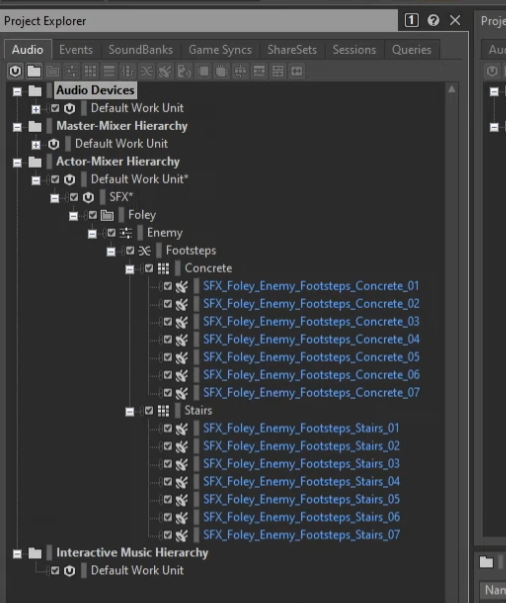 Project Explorer
1
Proje
Audio Events SoundBanks Game Syncs ShareSets Sessions Queries
Au
Audio Devices
Default Work Unit
Master-Mixer Hierarchy
Default Work Unit
Actor-Mixer Hierarchy
Default Work Unit*
SFX*
Foley
Enemy
Footsteps
Concrete
SFX_Foley_Enemy_Footsteps_Concrete_01
SFX_Foley_Enemy_Footsteps_Concrete_02
SFX_Foley_Enemy_Footsteps_Concrete_03
SFX_Foley_Enemy_Footsteps_Concrete_04
SFX_Foley_Enemy_Footsteps_Concrete_05
SFX_Foley_Enemy_Footsteps_Concrete_06
SFX_Foley_Enemy_Footsteps_Concrete_07
Stairs
SFX_Foley_Enemy_Footsteps_Stairs_01
SFX_Foley_Enemy_Footsteps_Stairs_02
SFX_Foley_Enemy_Footsteps_Stairs_03
SFX_Foley_Enemy_Footsteps_Stairs_04
SFX_Foley_Enemy_Footsteps_Stairs_05
SFX_Foley_Enemy_Footsteps_Stairs_06
SFX_Foley_Enemy_Footsteps_Stairs_07
Interactive Music Hierarchy
Default Work Unit
Nan